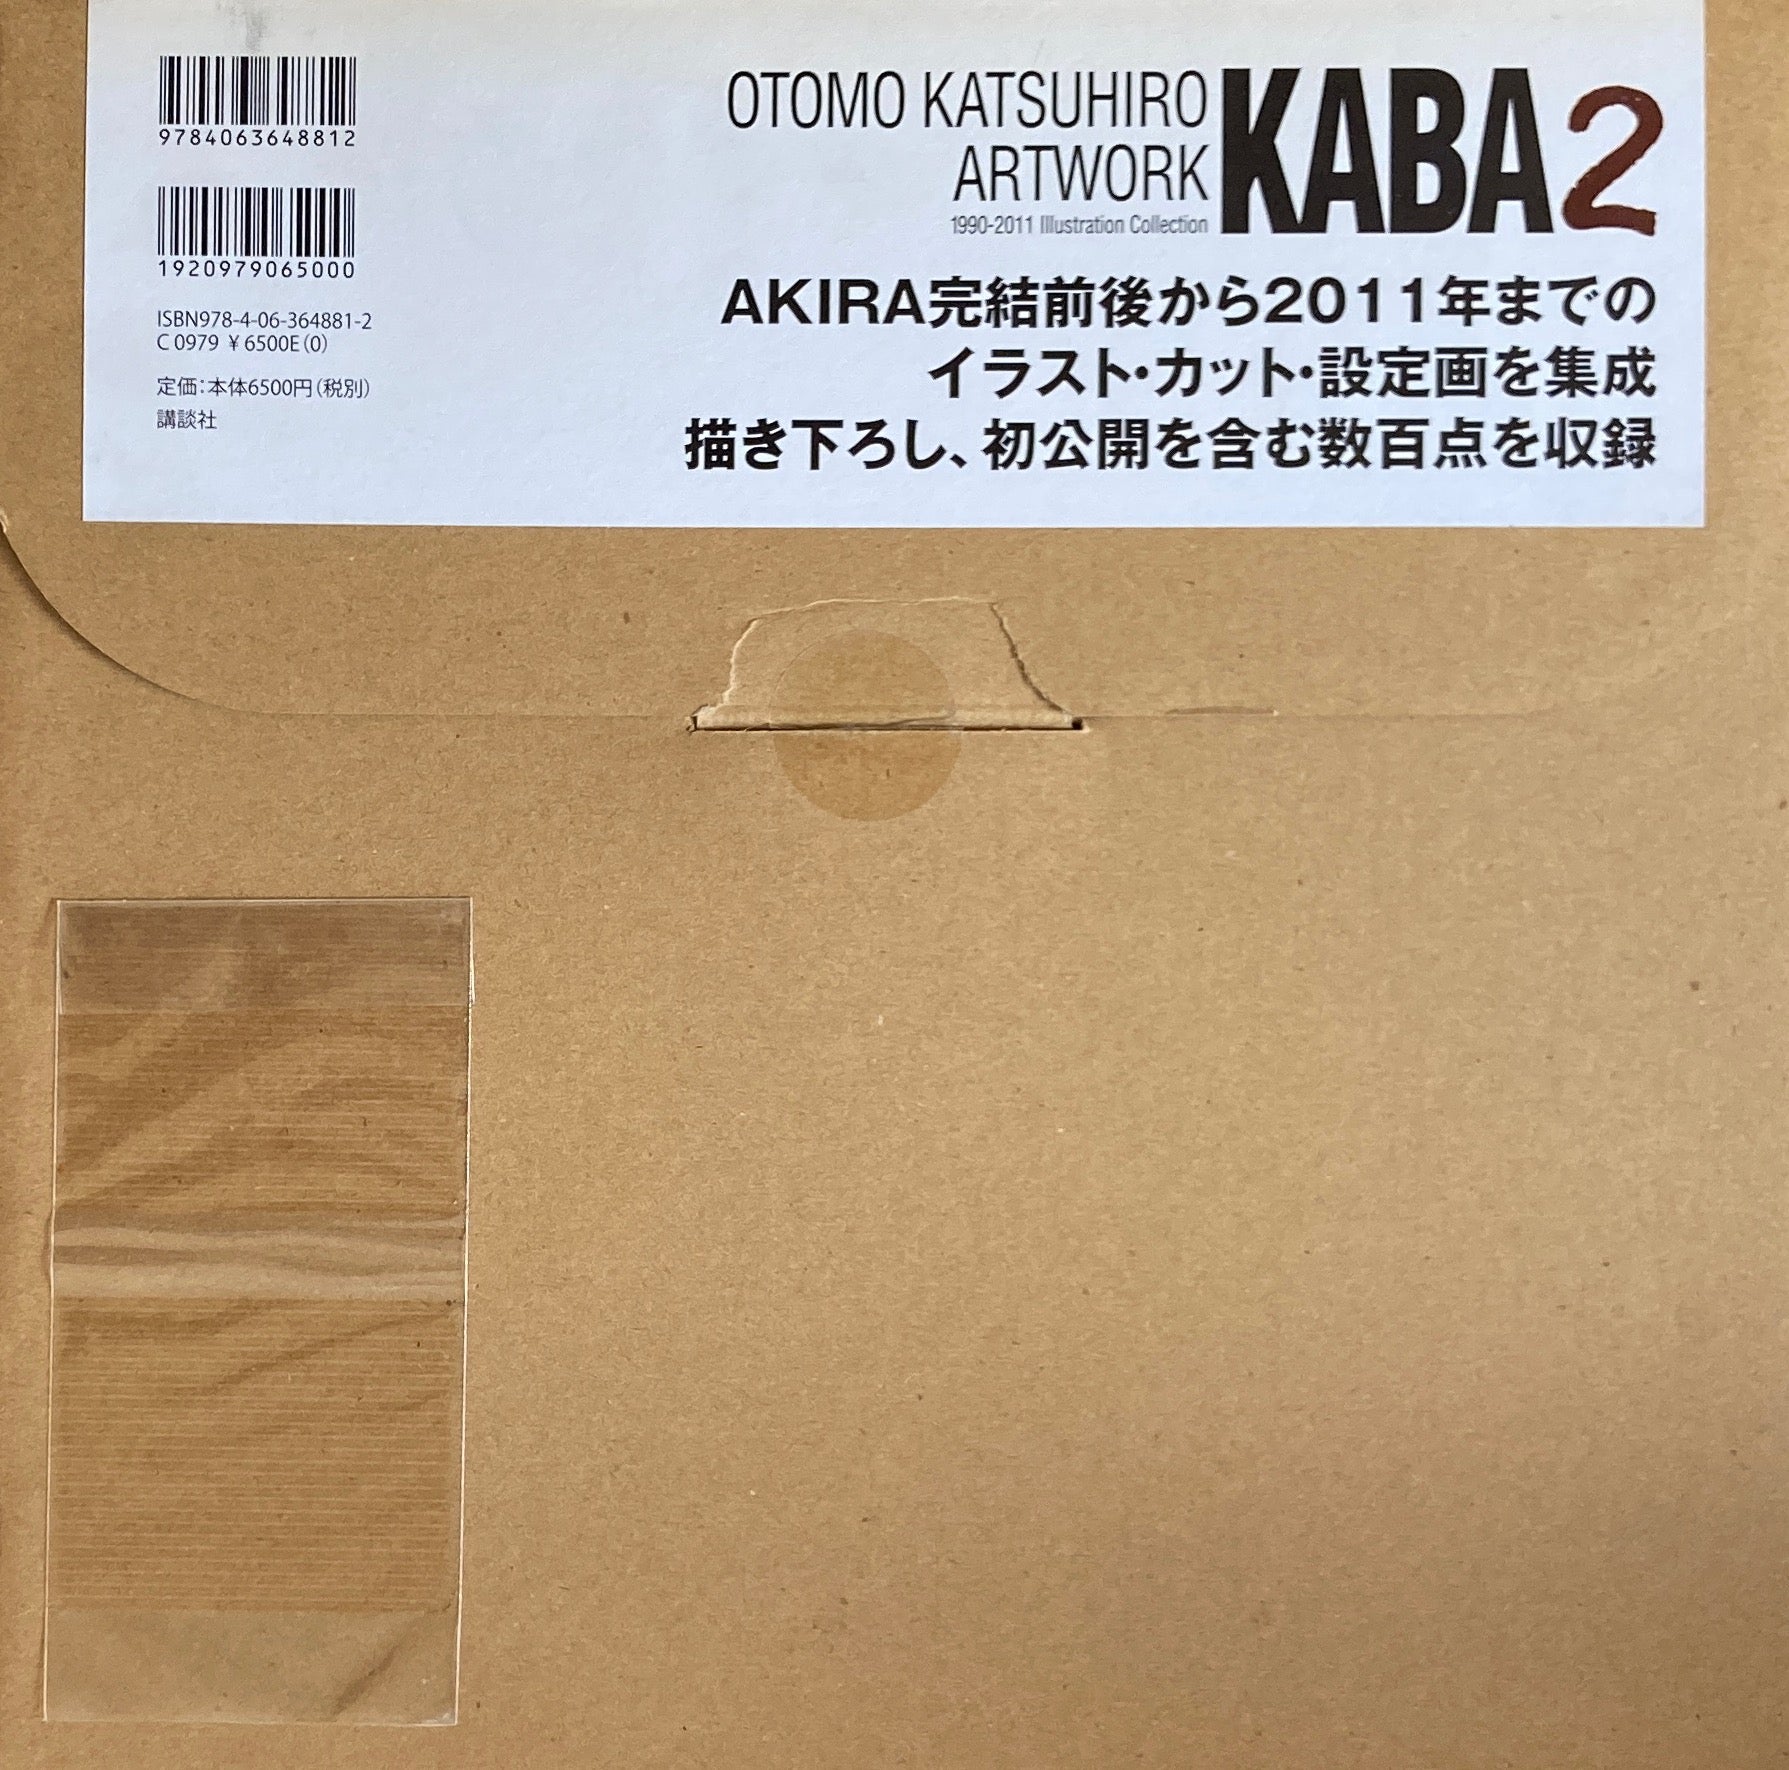 9784063648812
1920979065000
ISBN978-4-06-364881-2
C0979 ¥6500E(0)
定価:本体6500円(税別)
講談社
OTOMO KATSUHIRO
ARTWORK
1990-2011 Illustration Collection
KABA2
AKIRA完結前後から2011年までの
イラスト・カット・設定画を集成
描き下ろし、初公開を含む数百点を収録